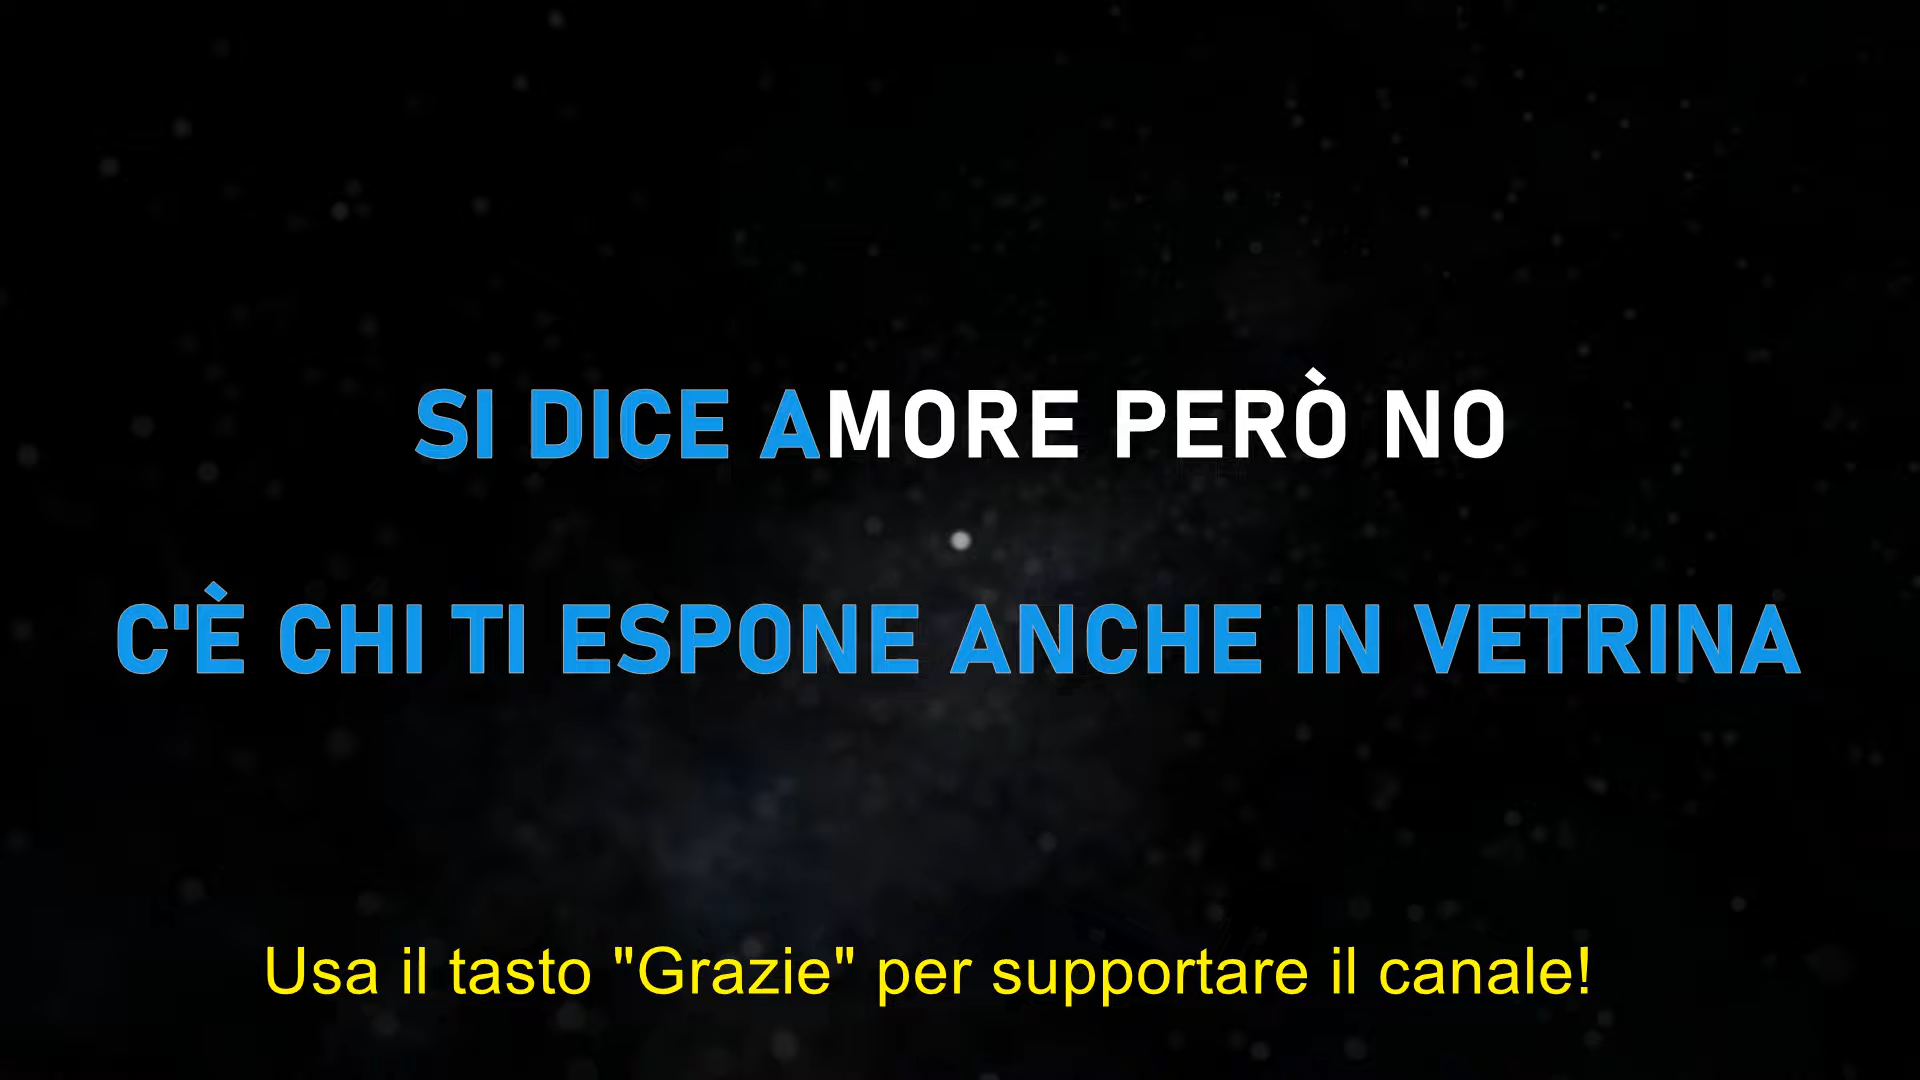 SI DICE AMORE PERÒ NO
C'È CHI TI ESPONE ANCHE IN VETRINA
Usa il tasto "Grazie" per supportare il canale!